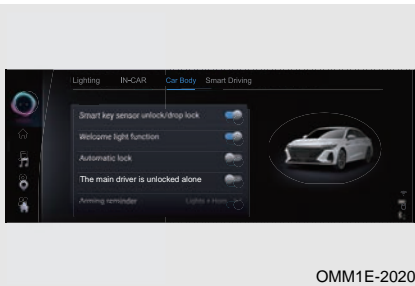 Lighting IN-CAR Car Body Smart Driving
Smart key sensor unlock/drop lock
Welcome light function
Automatic lock
The main driver is unlocked alone
Arming reminder Lights + Horn
OMM1E-2020